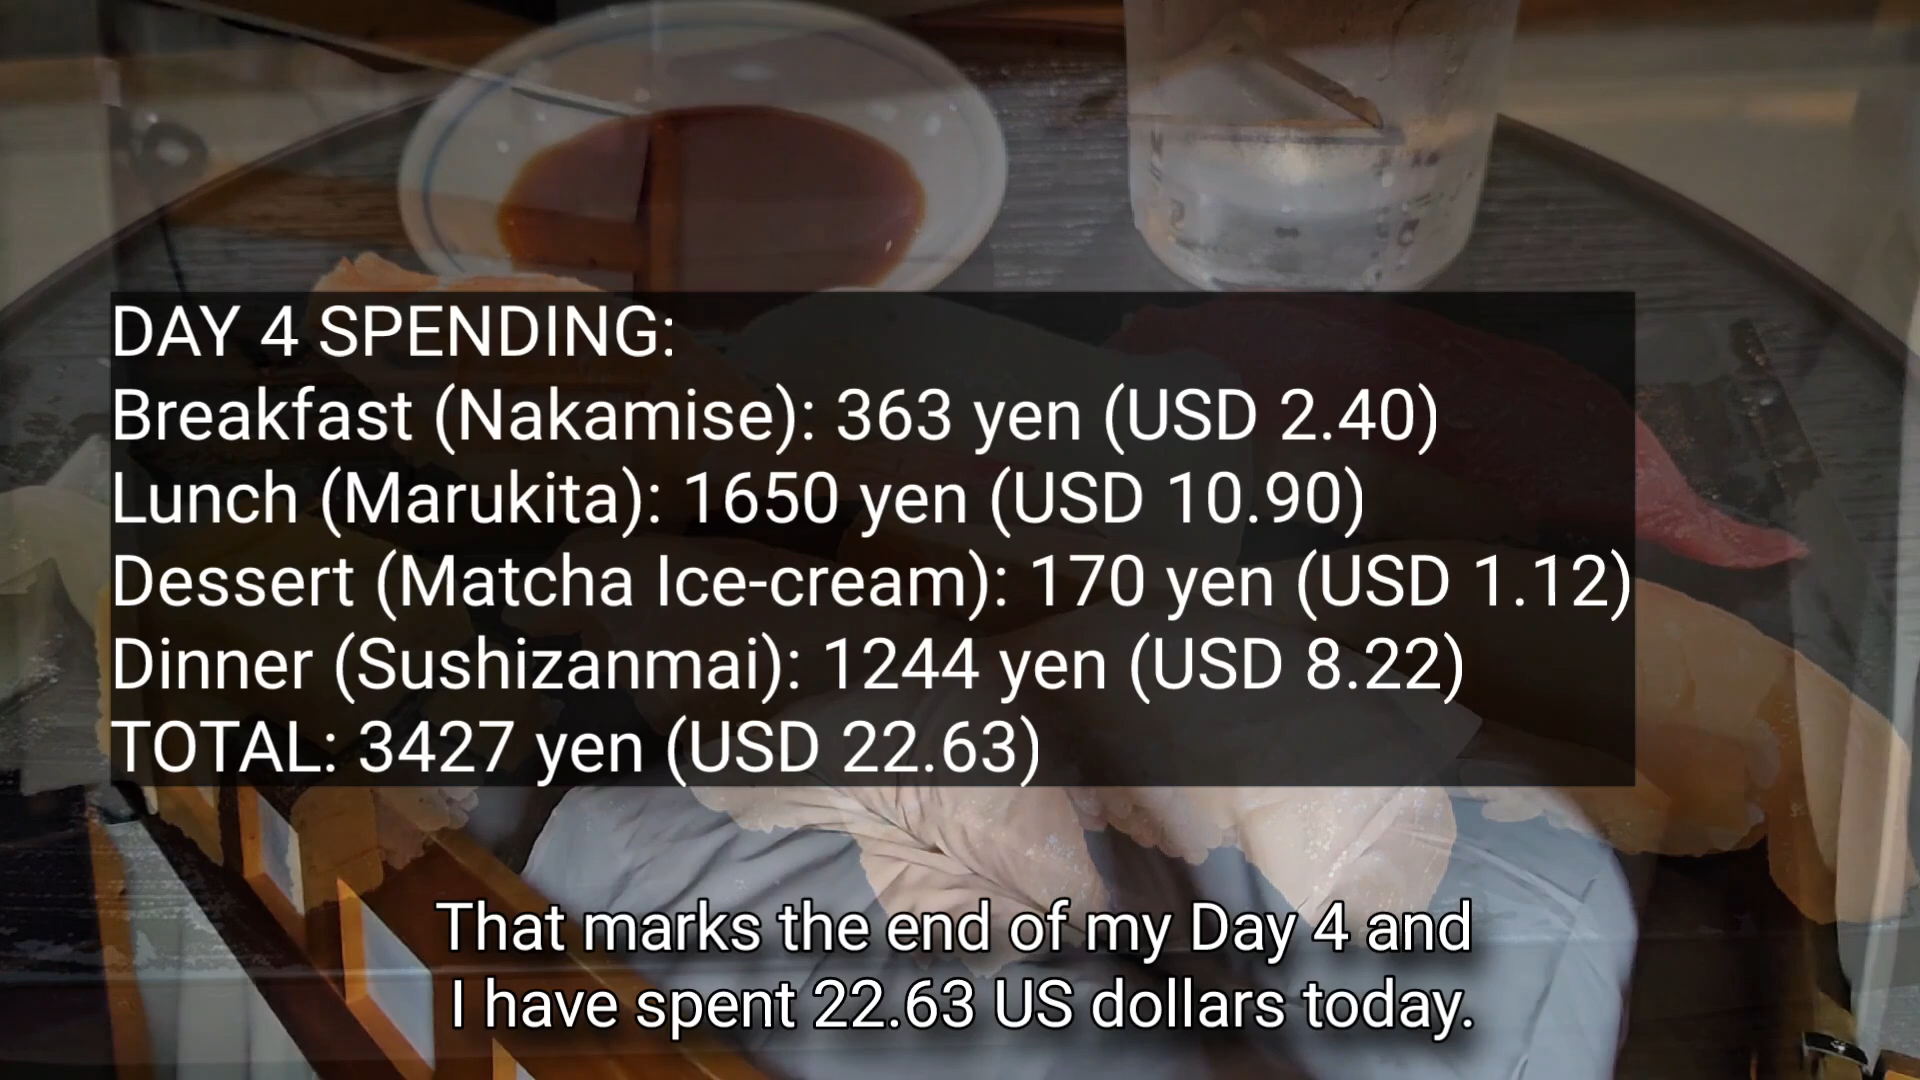 DAY 4 SPENDING:
Breakfast (Nakamise): 363 yen (USD 2.40)
Lunch (Marukita): 1650 yen (USD 10.90)
Dessert (Matcha Ice-cream): 170 yen (USD 1.12)
Dinner (Sushizanmai): 1244 yen (USD 8.22)
TOTAL: 3427 yen (USD 22.63)
That marks the end of my Day 4 and
I have spent 22.63 US dollars today.